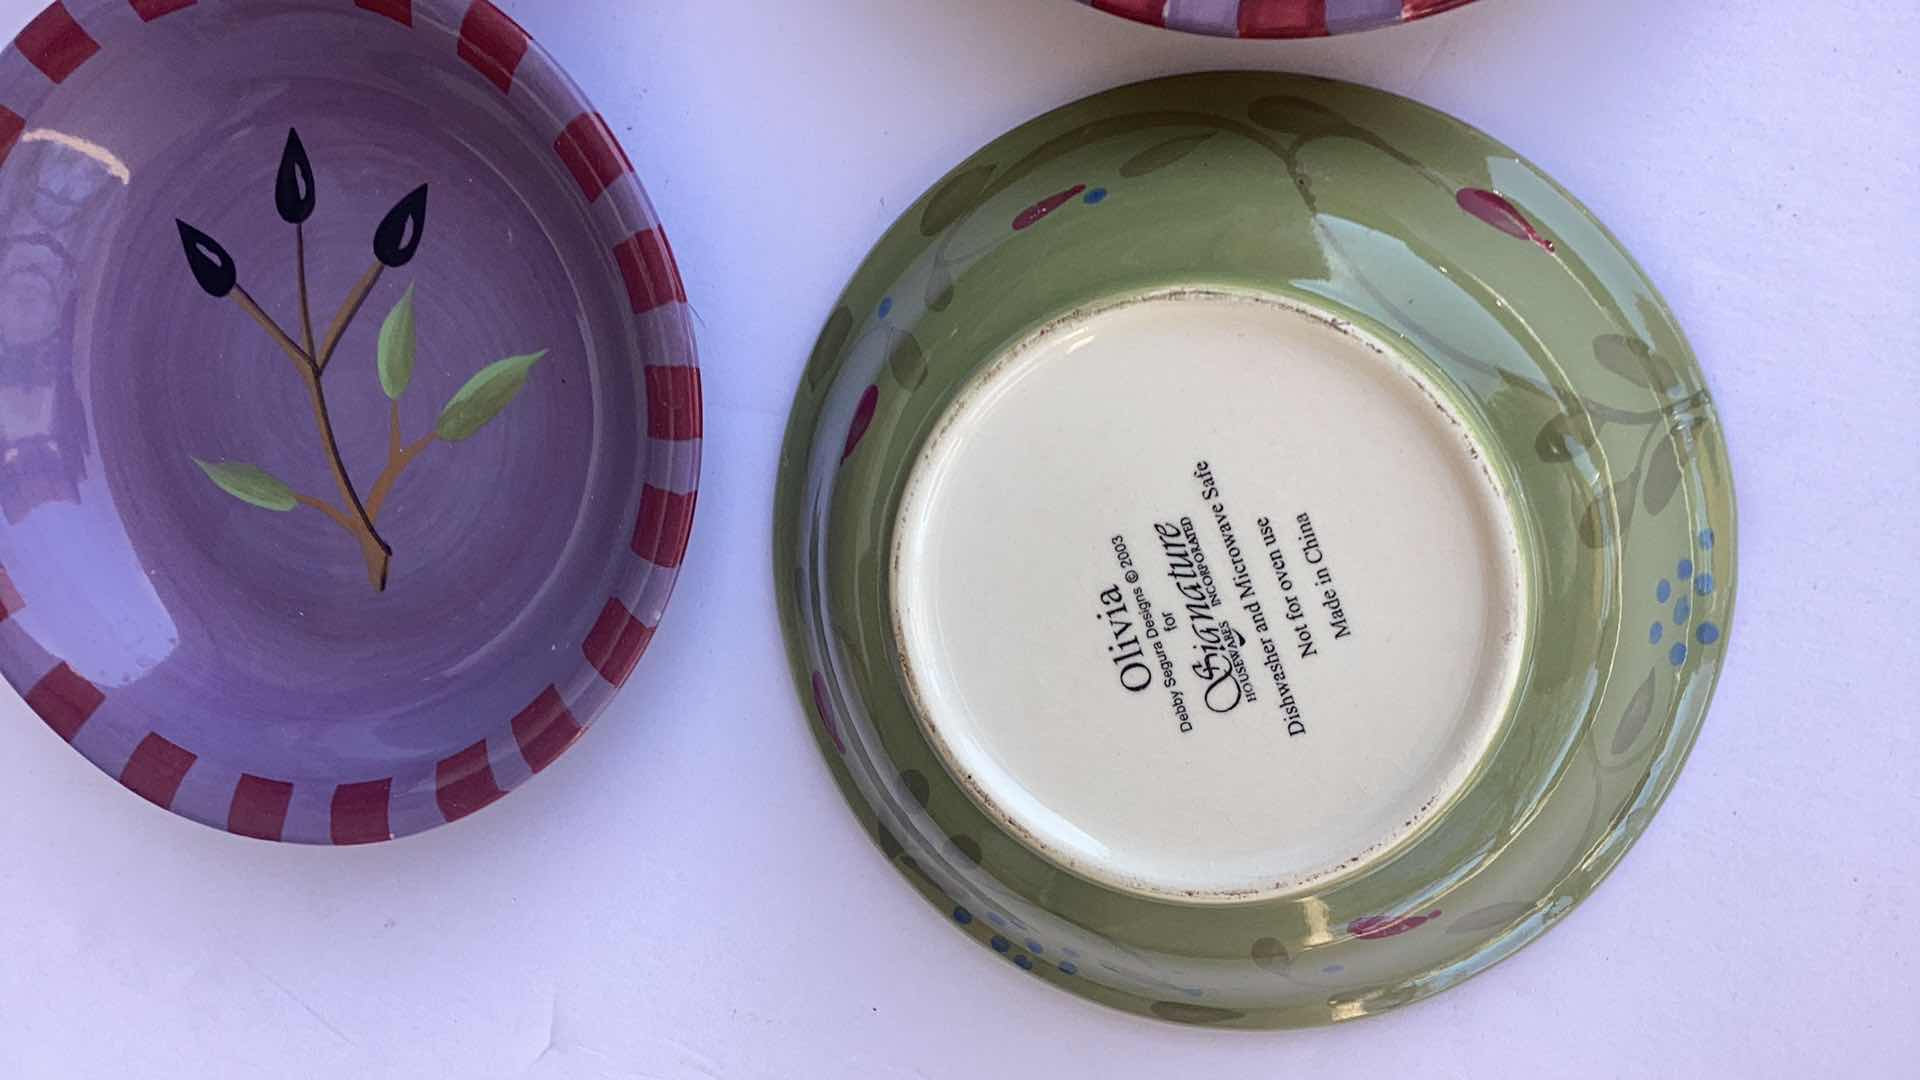 Olivia
Debby Segura Designs © 2003
for
Signature
HOUSEWARES INCORPORATED
Dishwasher and Microwave Safe
Not for oven use
Made in China